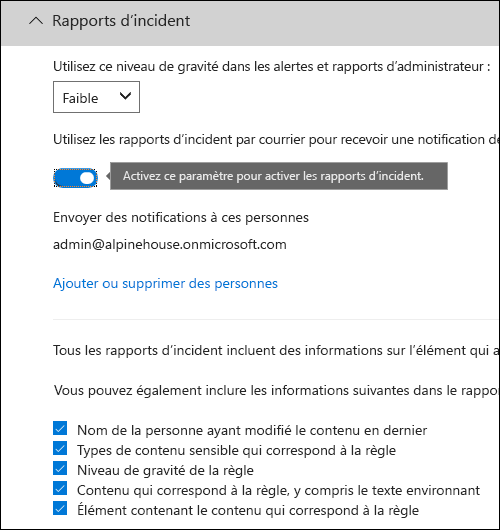 Rapports d'incident
Utilisez ce niveau de gravité dans les alertes et rapports d'administrateur :
Faible
Utilisez les rapports d'incident par courrier pour recevoir une notification de
Activez ce paramètre pour activer les rapports d'incident.
Envoyer des notifications à ces personnes
admin@alpinehouse.onmicrosoft.com
Ajouter ou supprimer des personnes
Tous les rapports d'incident incluent des informations sur l'élément qui a
Vous pouvez également inclure les informations suivantes dans le rappor
Nom de la personne ayant modifié le contenu en dernier
Types de contenu sensible qui correspond à la règle
Niveau de gravité de la règle
Contenu qui correspond à la règle, y compris le texte environnant
Élément contenant le contenu qui correspond à la règle